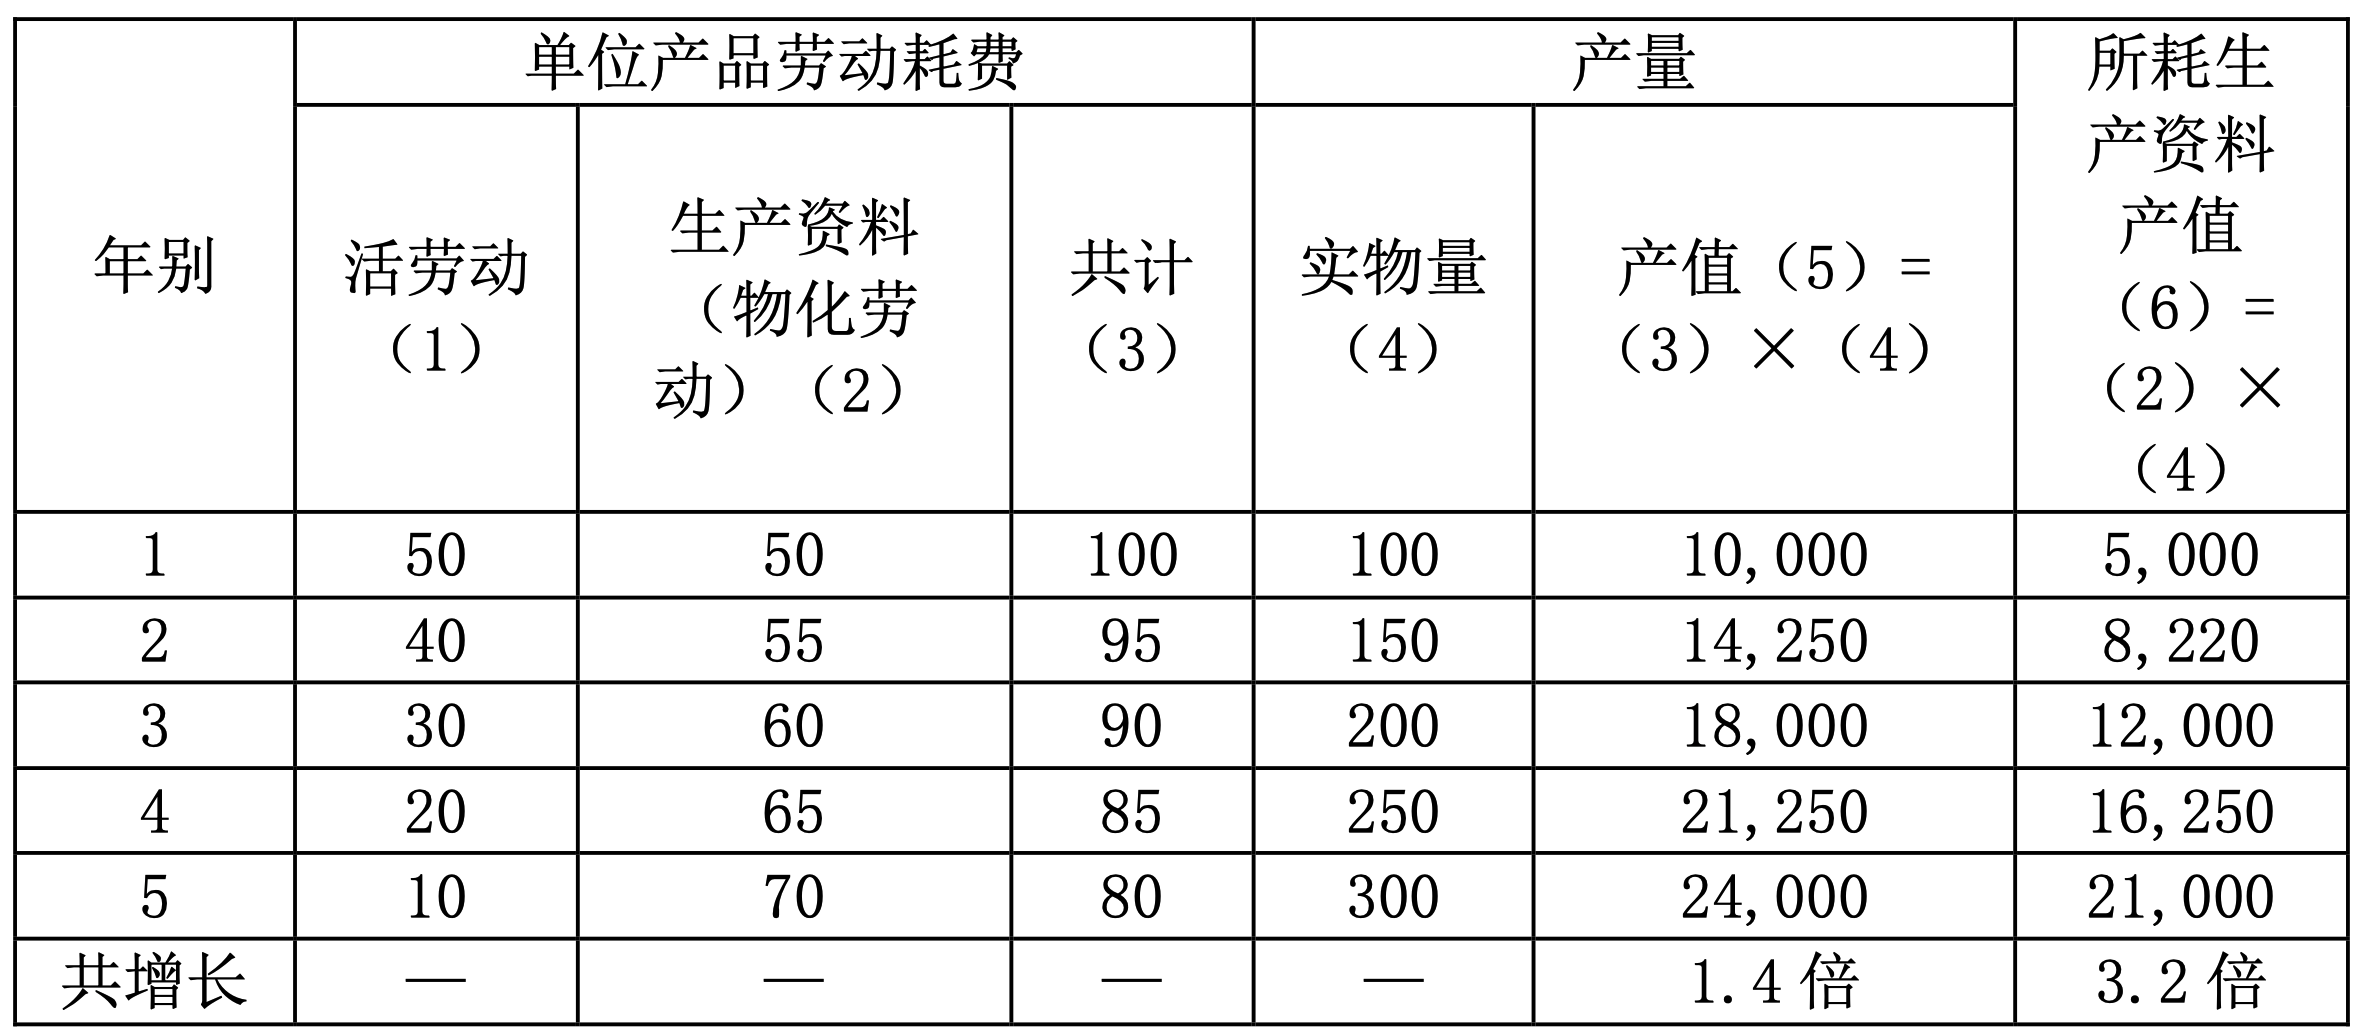 年别
单位产品劳动耗费
产量
所耗生
产资料
产值
（6）=
（2）×
（4）
活劳动
（1）
生产资料
（物化劳
动）（2）
共计
（3）
实物量
（4）
产值（5）=
（3）×（4）
1 50 50 100 100 10,000 5,000
2 40 55 95 150 14,250 8,220
3 30 60 90 200 18,000 12,000
4 20 65 85 250 21,250 16,250
5 10 70 80 300 24,000 21,000
共增长 — — — — 1.4倍 3.2倍